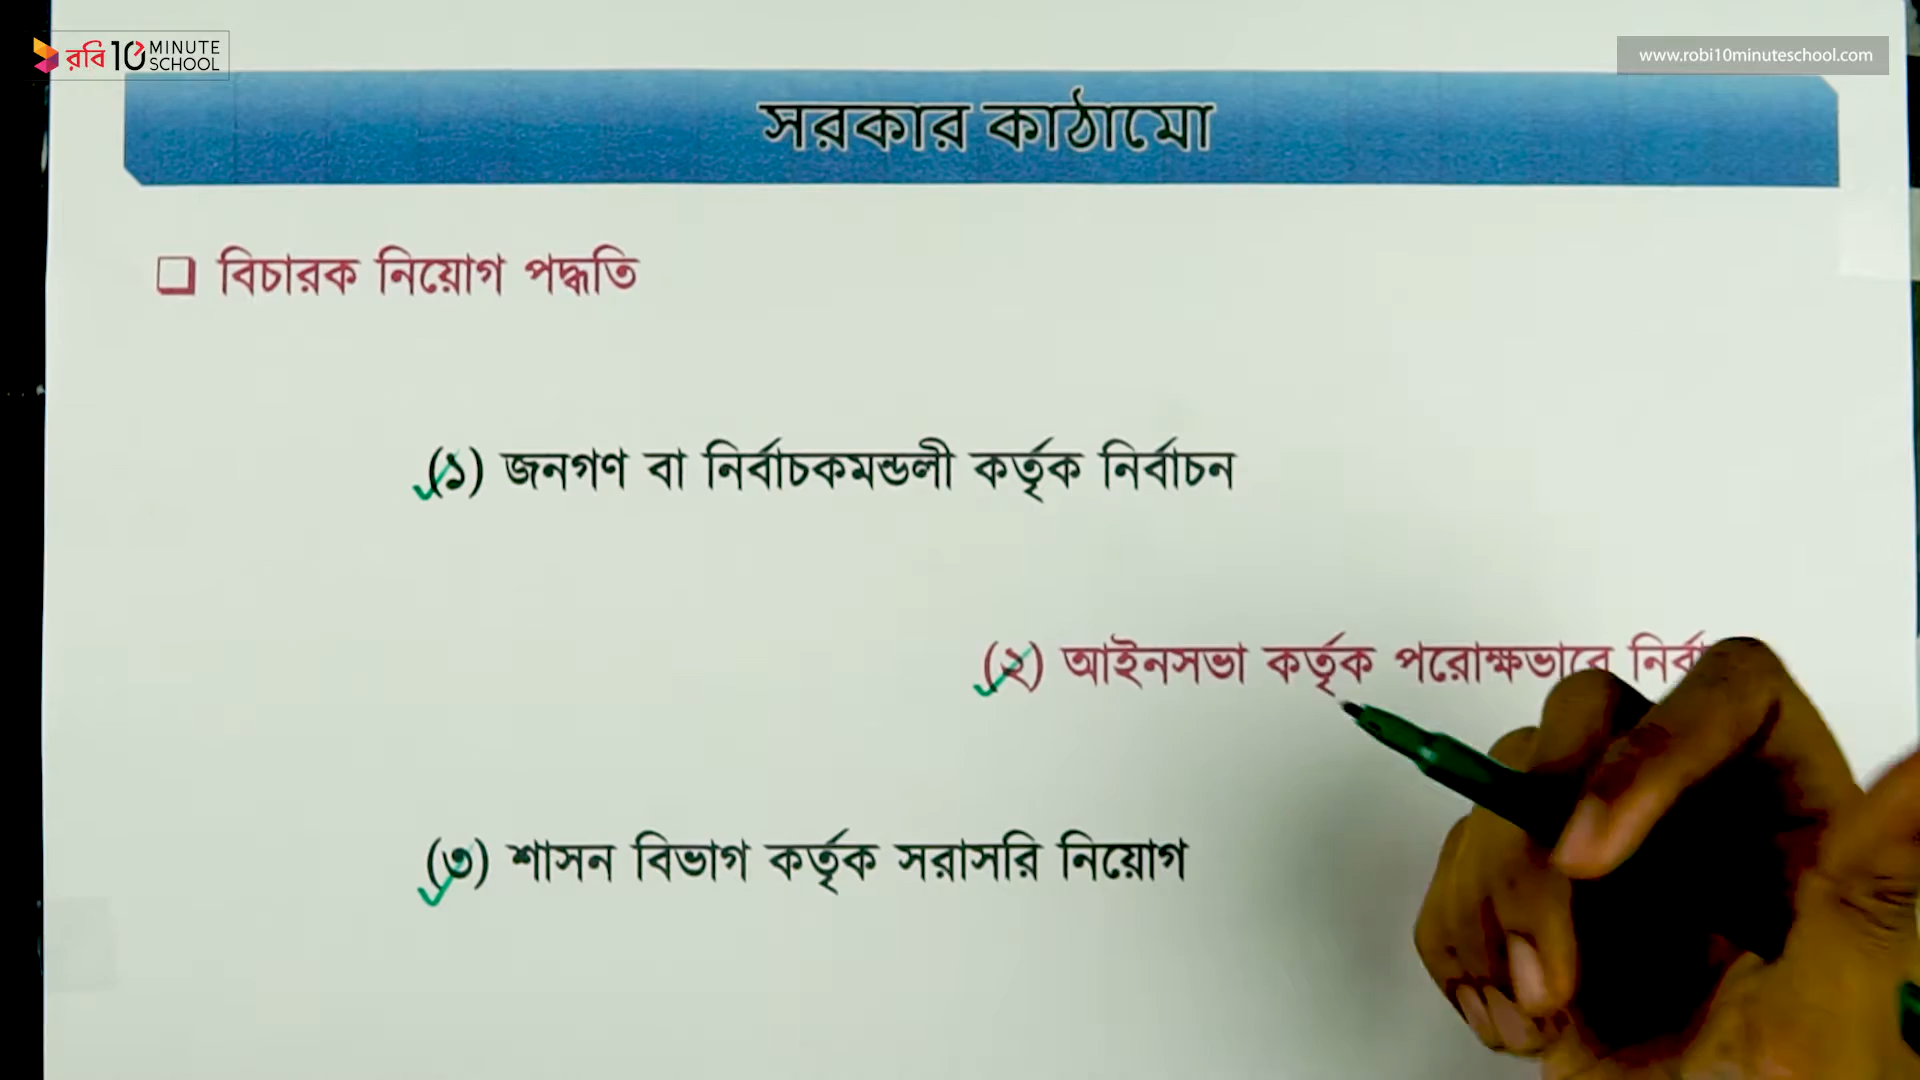 রবি 10 MINUTE SCHOOL
www.robi10minuteschool.com
সরকার কাঠামো
❑ বিচারক নিয়োগ পদ্ধতি
(১) জনগণ বা নির্বাচকমন্ডলী কর্তৃক নির্বাচন
(২) আইনসভা কর্তৃক পরোক্ষভাবে
(৩) শাসন বিভাগ কর্তৃক সরাসরি নিয়োগ